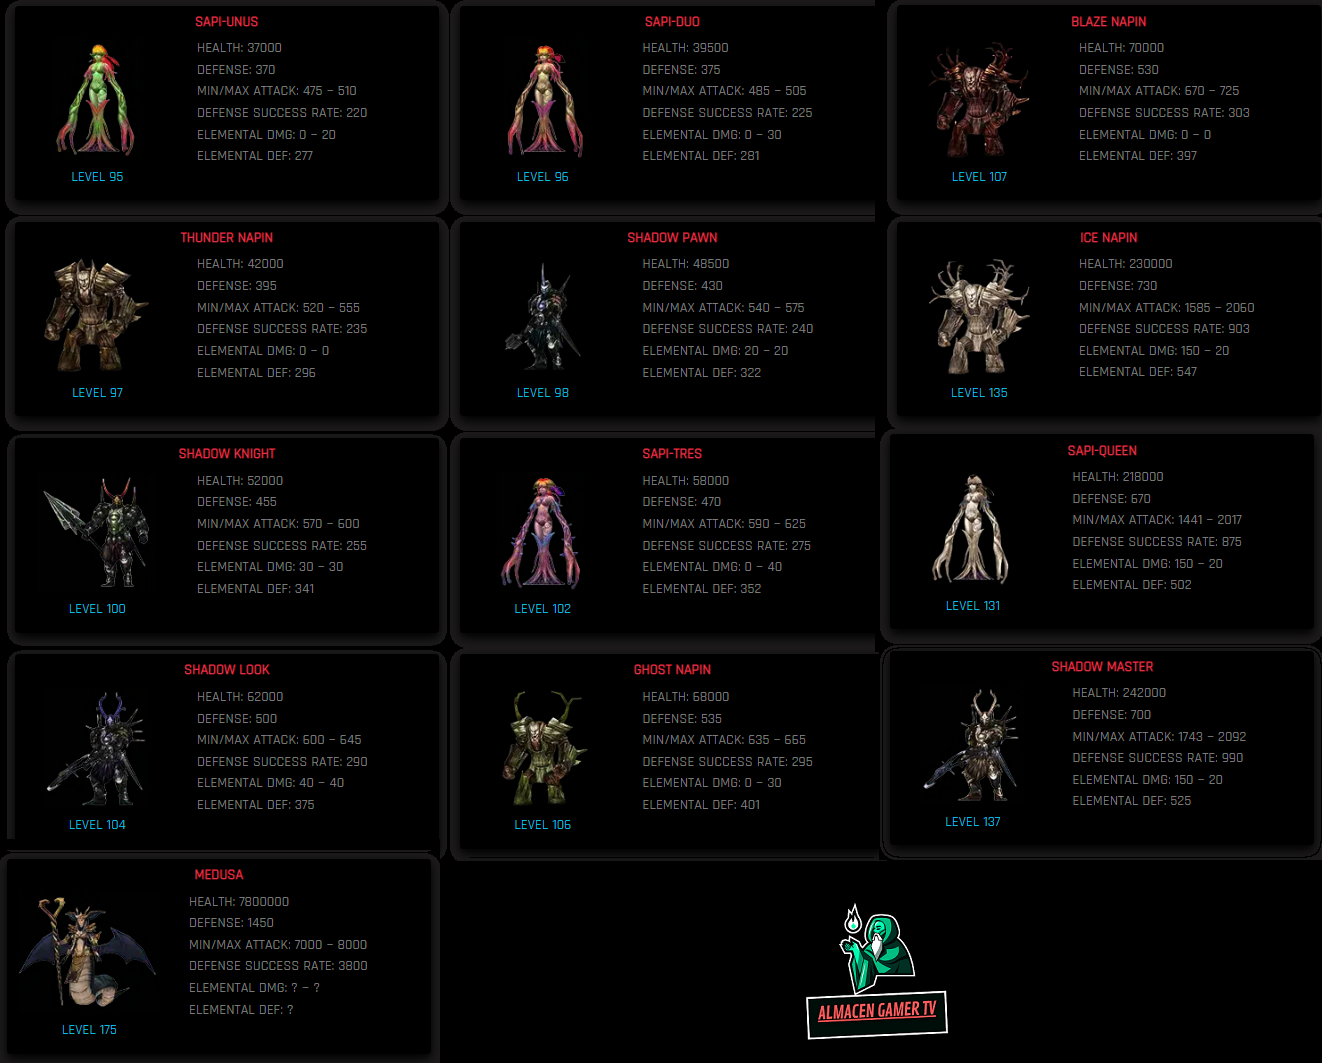 SAPI-UNUS
HEALTH: 37000
DEFENSE: 370
MIN/MAX ATTACK: 475 – 510
DEFENSE SUCCESS RATE: 220
ELEMENTAL DMG: 0 – 20
ELEMENTAL DEF: 277
LEVEL 95
SAPI-DUO
HEALTH: 39500
DEFENSE: 375
MIN/MAX ATTACK: 485 – 505
DEFENSE SUCCESS RATE: 225
ELEMENTAL DMG: 0 – 30
ELEMENTAL DEF: 281
LEVEL 96
BLAZE NAPIN
HEALTH: 70000
DEFENSE: 530
MIN/MAX ATTACK: 670 – 725
DEFENSE SUCCESS RATE: 303
ELEMENTAL DMG: 0 – 0
ELEMENTAL DEF: 397
LEVEL 107
THUNDER NAPIN
HEALTH: 42000
DEFENSE: 395
MIN/MAX ATTACK: 520 – 555
DEFENSE SUCCESS RATE: 235
ELEMENTAL DMG: 0 – 0
ELEMENTAL DEF: 296
LEVEL 97
SHADOW PAWN
HEALTH: 48500
DEFENSE: 430
MIN/MAX ATTACK: 540 – 575
DEFENSE SUCCESS RATE: 240
ELEMENTAL DMG: 20 – 20
ELEMENTAL DEF: 322
LEVEL 98
ICE NAPIN
HEALTH: 230000
DEFENSE: 730
MIN/MAX ATTACK: 1585 – 2060
DEFENSE SUCCESS RATE: 903
ELEMENTAL DMG: 150 – 20
ELEMENTAL DEF: 547
LEVEL 135
SHADOW KNIGHT
HEALTH: 52000
DEFENSE: 455
MIN/MAX ATTACK: 570 – 600
DEFENSE SUCCESS RATE: 255
ELEMENTAL DMG: 30 – 30
ELEMENTAL DEF: 341
LEVEL 100
SAPI-TRES
HEALTH: 58000
DEFENSE: 470
MIN/MAX ATTACK: 590 – 625
DEFENSE SUCCESS RATE: 275
ELEMENTAL DMG: 0 – 40
ELEMENTAL DEF: 352
LEVEL 102
SAPI-QUEEN
HEALTH: 218000
DEFENSE: 670
MIN/MAX ATTACK: 1441 – 2017
DEFENSE SUCCESS RATE: 875
ELEMENTAL DMG: 150 – 20
ELEMENTAL DEF: 502
LEVEL 131
SHADOW LOOK
HEALTH: 62000
DEFENSE: 500
MIN/MAX ATTACK: 600 – 645
DEFENSE SUCCESS RATE: 290
ELEMENTAL DMG: 40 – 40
ELEMENTAL DEF: 375
LEVEL 104
GHOST NAPIN
HEALTH: 68000
DEFENSE: 535
MIN/MAX ATTACK: 635 – 665
DEFENSE SUCCESS RATE: 295
ELEMENTAL DMG: 0 – 30
ELEMENTAL DEF: 401
LEVEL 106
SHADOW MASTER
HEALTH: 242000
DEFENSE: 700
MIN/MAX ATTACK: 1743 – 2092
DEFENSE SUCCESS RATE: 990
ELEMENTAL DMG: 150 – 20
ELEMENTAL DEF: 525
LEVEL 137
MEDUSA
HEALTH: 7800000
DEFENSE: 1450
MIN/MAX ATTACK: 7000 – 8000
DEFENSE SUCCESS RATE: 3800
ELEMENTAL DMG: ? – ?
ELEMENTAL DEF: ?
LEVEL 175
ALMACEN GAMER TV